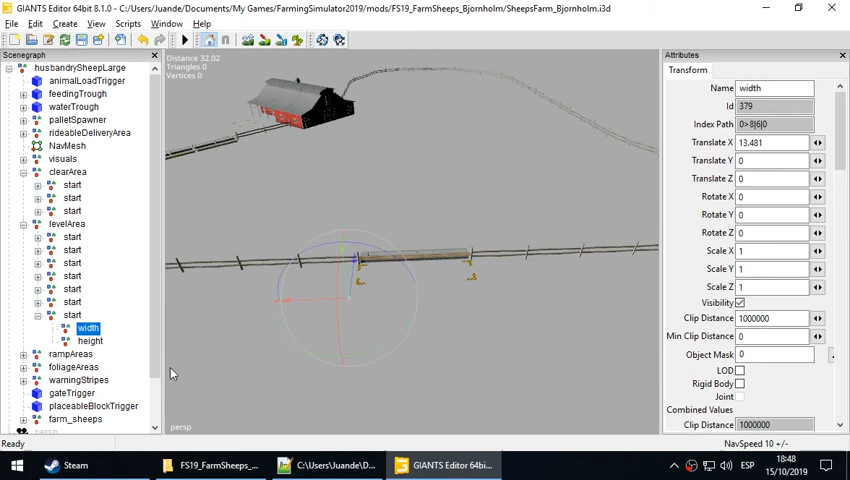 GIANTS Editor 64bit 8.1.0 - C:/Users/Juande/Documents/My Games/FarmingSimulator2019/mods/FS19_FarmSheeps_Bjornholm/SheepsFarm_Bjornholm.i3d
File Edit Create View Scripts Window Help
Scenegraph
husbandrySheepLarge
animalLoadTrigger
feedingTrough
waterTrough
palletSpawner
rideableDeliveryArea
NavMesh
visuals
clearArea
start
start
start
levelArea
start
start
start
start
start
start
start
width
height
rampAreas
foliageAreas
warningStripes
gateTrigger
placeableBlockTrigger
farm_sheeps
persp
Distance 32.02
Triangles 0
Vertices 0
persp
Attributes
Transform
Name width
Id 379
Index Path 0>8|6|0
Translate X 13.481
Translate Y 0
Translate Z 0
Rotate X 0
Rotate Y 0
Rotate Z 0
Scale X 1
Scale Y 1
Scale Z 1
Visibility
Clip Distance 1000000
Min Clip Distance 0
Object Mask 0
LOD
Rigid Body
Joint
Combined Values
Clip Distance 1000000
Ready
NavSpeed 10 +/-
Steam
FS19_FarmSheeps_...
C:\Users\Juande\D...
GIANTS Editor 64bi...
ESP
18:48
15/10/2019